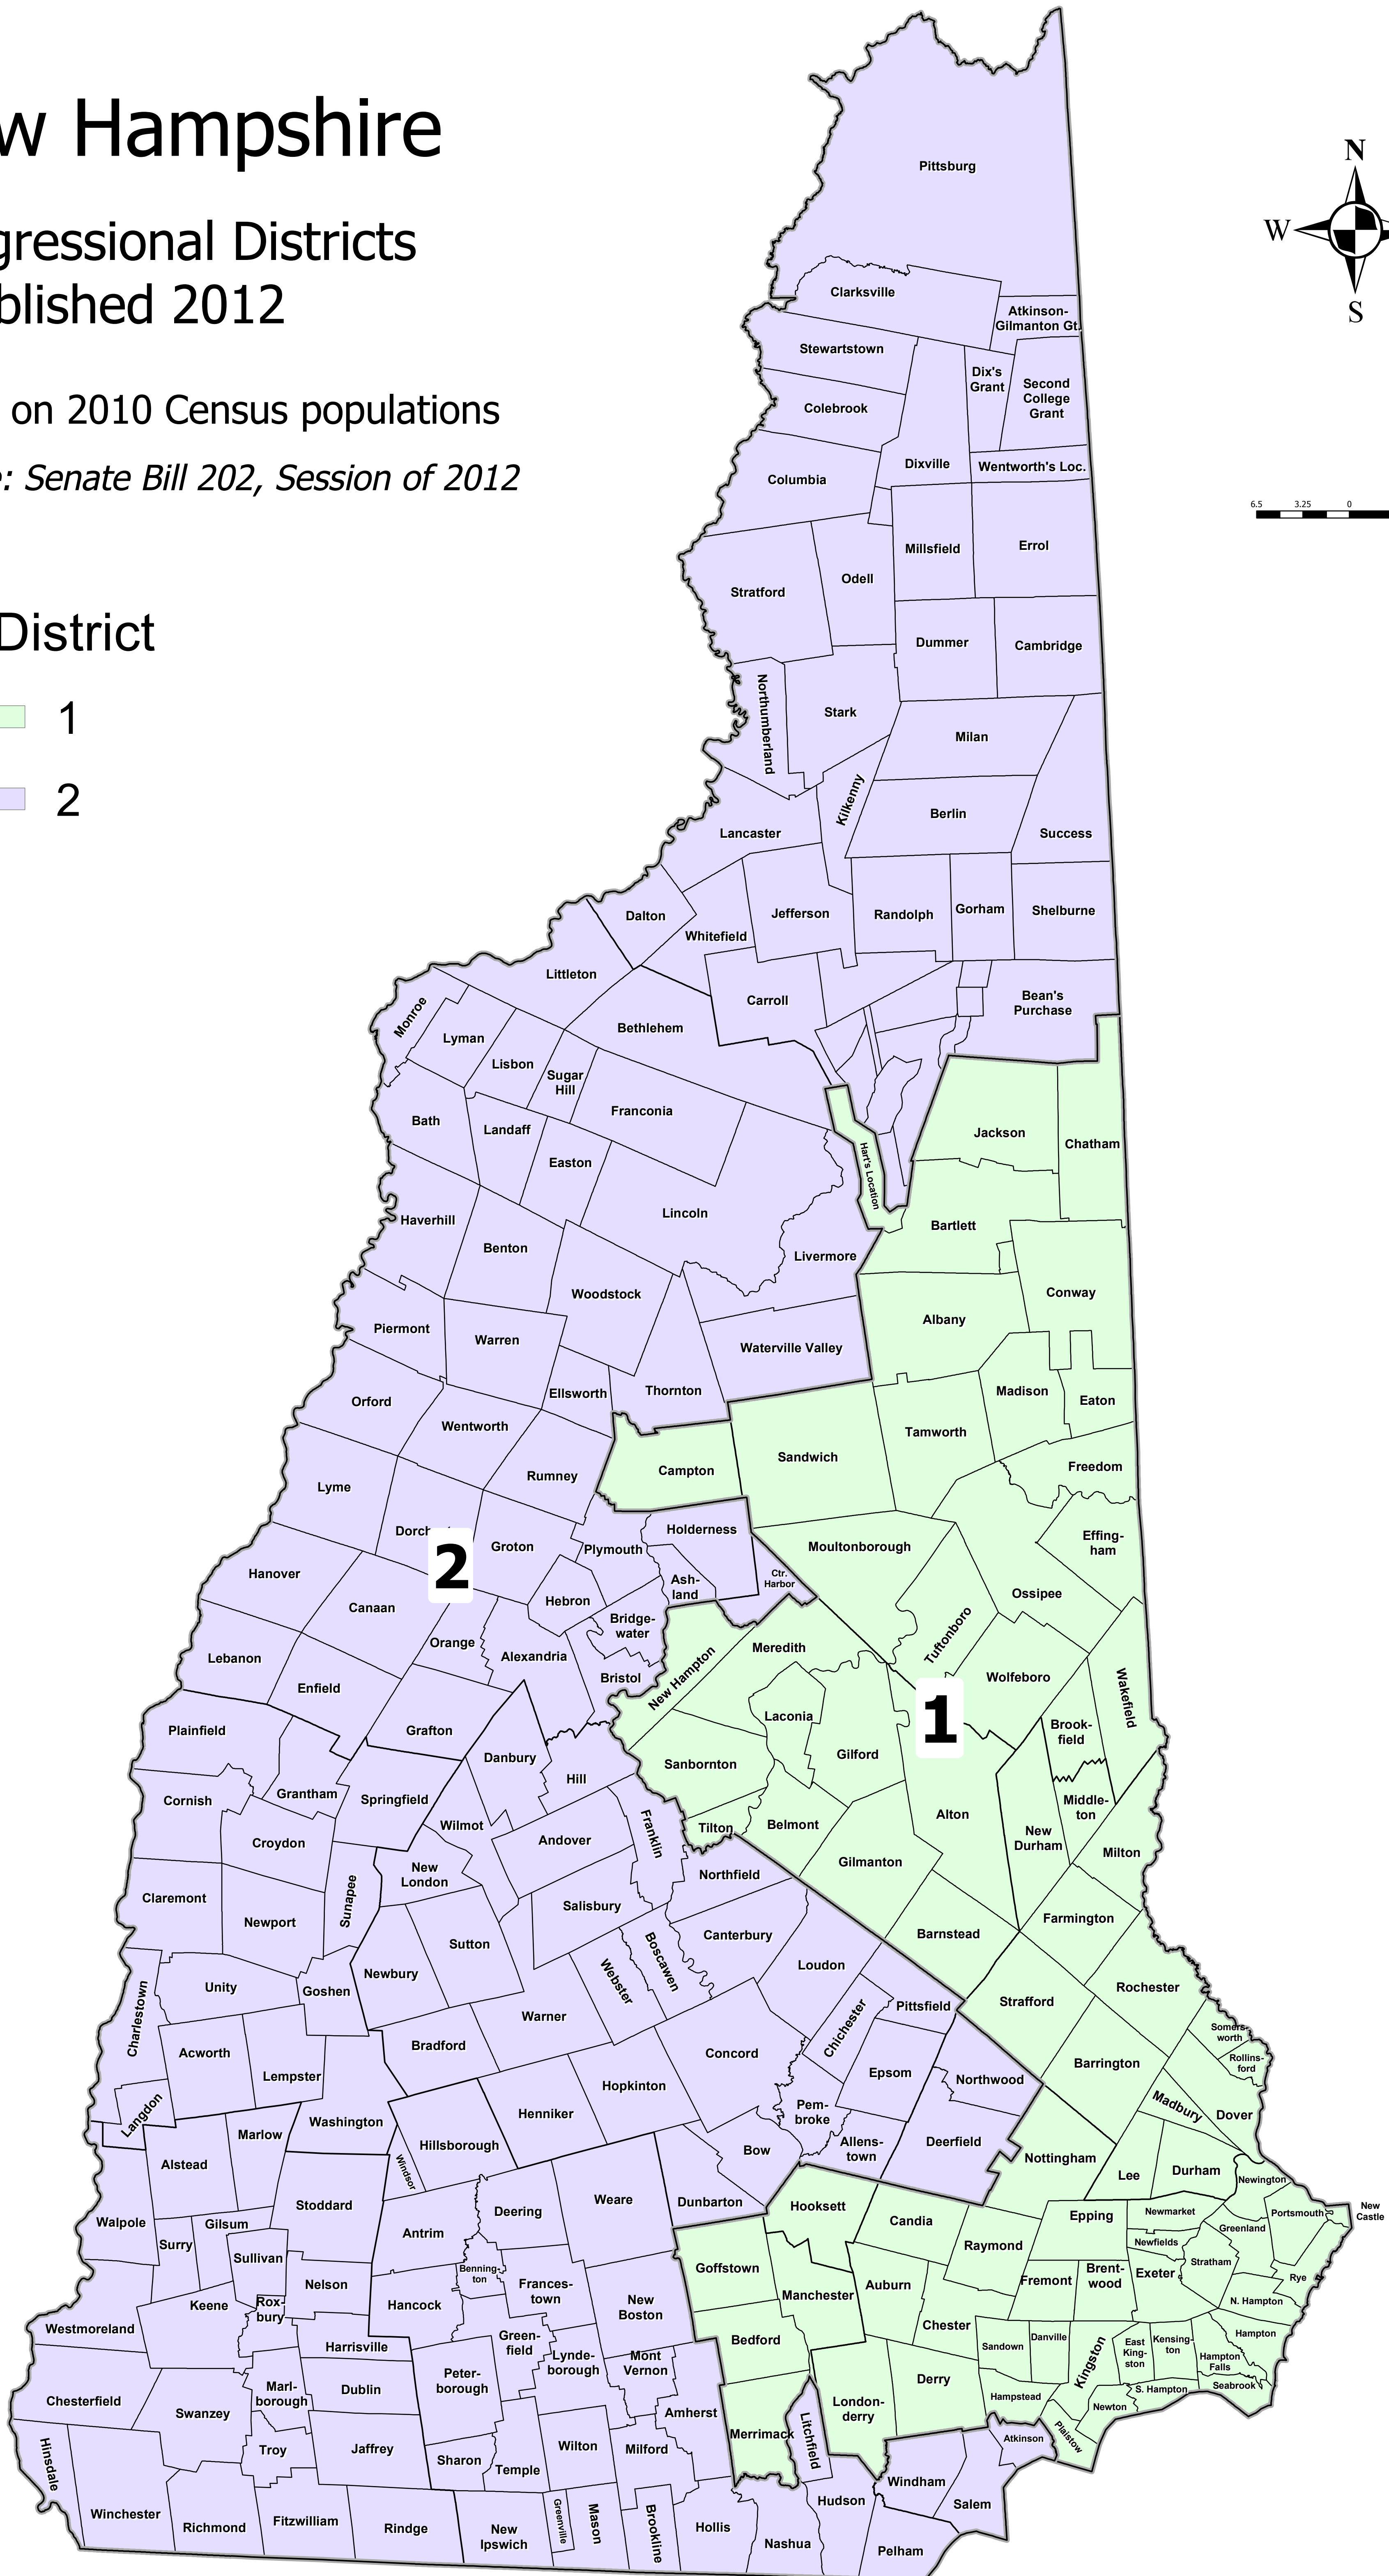 w Hampshire
gressional Districts
blished 2012
on 2010 Census populations
e: Senate Bill 202, Session of 2012
District
1
2
N
W
S
6.5 3.25 0
Pittsburg
Clarksville
Atkinson-
Gilmanton Gt.
Stewartstown
Dix's
Grant
Second
College
Grant
Colebrook
Dixville
Wentworth's Loc.
Columbia
Millsfield
Errol
Odell
Stratford
Dummer
Cambridge
Northumberland
Stark
Milan
Kilkenny
Berlin
Lancaster
Success
Dalton
Jefferson
Randolph
Gorham
Shelburne
Whitefield
Littleton
Carroll
Bean's
Purchase
Monroe
Bethlehem
Lyman
Lisbon
Sugar
Hill
Franconia
Bath
Landaff
Jackson
Chatham
Easton
Hart's Location
Lincoln
Haverhill
Bartlett
Benton
Livermore
Woodstock
Conway
Albany
Piermont
Warren
Waterville Valley
Ellsworth
Thornton
Madison
Eaton
Orford
Wentworth
Tamworth
Sandwich
Campton
Freedom
Rumney
Lyme
Dorch
Groton
Holderness
Plymouth
Moultonborough
Effing-
ham
2
Hanover
Ash-
land
Ctr.
Harbor
Canaan
Hebron
Ossipee
Bridge-
water
Tuftonboro
Orange
Alexandria
Meredith
Lebanon
Bristol
New Hampton
Wolfeboro
Enfield
Wakefield
Laconia
1
Plainfield
Grafton
Brook-
field
Danbury
Gilford
Sanbornton
Hill
Grantham
Cornish
Springfield
Middle-
ton
Wilmot
Franklin
Tilton
Belmont
Alton
Croydon
Andover
New
Durham
Milton
Gilmanton
New
London
Northfield
Claremont
Sunapee
Salisbury
Newport
Farmington
Canterbury
Barnstead
Sutton
Boscawen
Webster
Loudon
Newbury
Unity
Goshen
Rochester
Strafford
Charlestown
Warner
Pittsfield
Chichester
Somers-
worth
Bradford
Acworth
Concord
Barrington
Rollins-
ford
Lempster
Epsom
Northwood
Hopkinton
Langdon
Washington
Henniker
Pem-
broke
Madbury
Dover
Marlow
Hillsborough
Allens-
town
Deerfield
Bow
Nottingham
Alstead
Windsor
Lee
Durham
Newington
Stoddard
Weare
Dunbarton
Hooksett
Deering
Epping
Newmarket
Portsmouth
New
Castle
Walpole
Gilsum
Antrim
Candia
Greenland
Surry
Sullivan
Raymond
Newfields
Stratham
Benning-
ton
Goffstown
Brent-
wood
Exeter
Rye
Nelson
Frances-
town
Auburn
Fremont
Manchester
Keene
Rox-
bury
Hancock
New
Boston
N. Hampton
Westmoreland
Chester
Hampton
Harrisville
Green-
field
Bedford
Sandown
Danville
Kingston
East
King-
ston
Kensing-
ton
Hampton
Falls
Lynde-
borough
Mont
Vernon
Peter-
borough
Derry
Seabrook
Marl-
borough
Dublin
S. Hampton
Chesterfield
Hampstead
Newton
London-
derry
Swanzey
Amherst
Merrimack
Litchfield
Plaistow
Atkinson
Troy
Jaffrey
Wilton
Milford
Hinsdale
Sharon
Temple
Windham
Hudson
Salem
Winchester
Richmond
Fitzwilliam
Rindge
New
Ipswich
Greenville
Mason
Brookline
Hollis
Nashua
Pelham